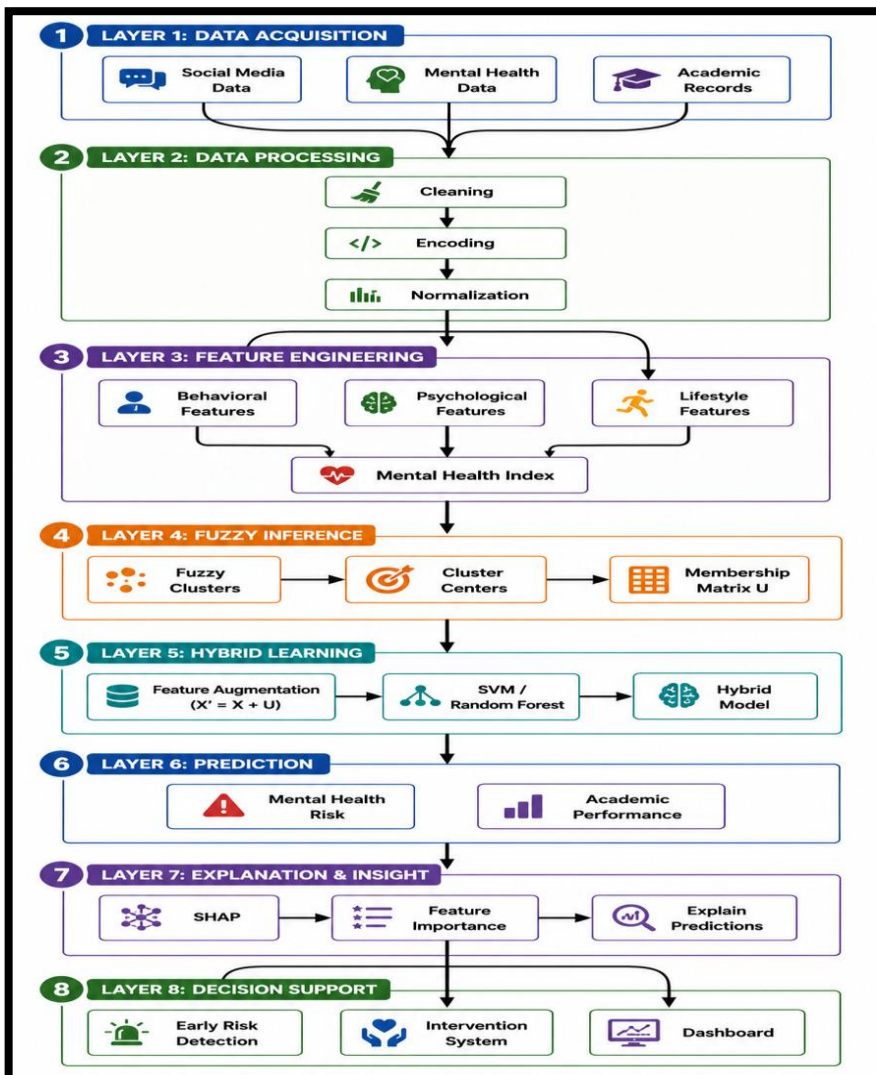 1 LAYER 1: DATA ACQUISITION
Social Media
Data
Mental Health
Data
Academic
Records
2 LAYER 2: DATA PROCESSING
Cleaning
</> Encoding
Normalization
3 LAYER 3: FEATURE ENGINEERING
Behavioral
Features
Psychological
Features
Lifestyle
Features
Mental Health Index
4 LAYER 4: FUZZY INFERENCE
Fuzzy
Clusters
Cluster
Centers
Membership
Matrix U
5 LAYER 5: HYBRID LEARNING
Feature Augmentation
(X' = X + U)
SVM /
Random Forest
Hybrid
Model
6 LAYER 6: PREDICTION
Mental Health
Risk
Academic
Performance
7 LAYER 7: EXPLANATION & INSIGHT
SHAP
Feature
Importance
Explain
Predictions
8 LAYER 8: DECISION SUPPORT
Early Risk
Detection
Intervention
System
Dashboard